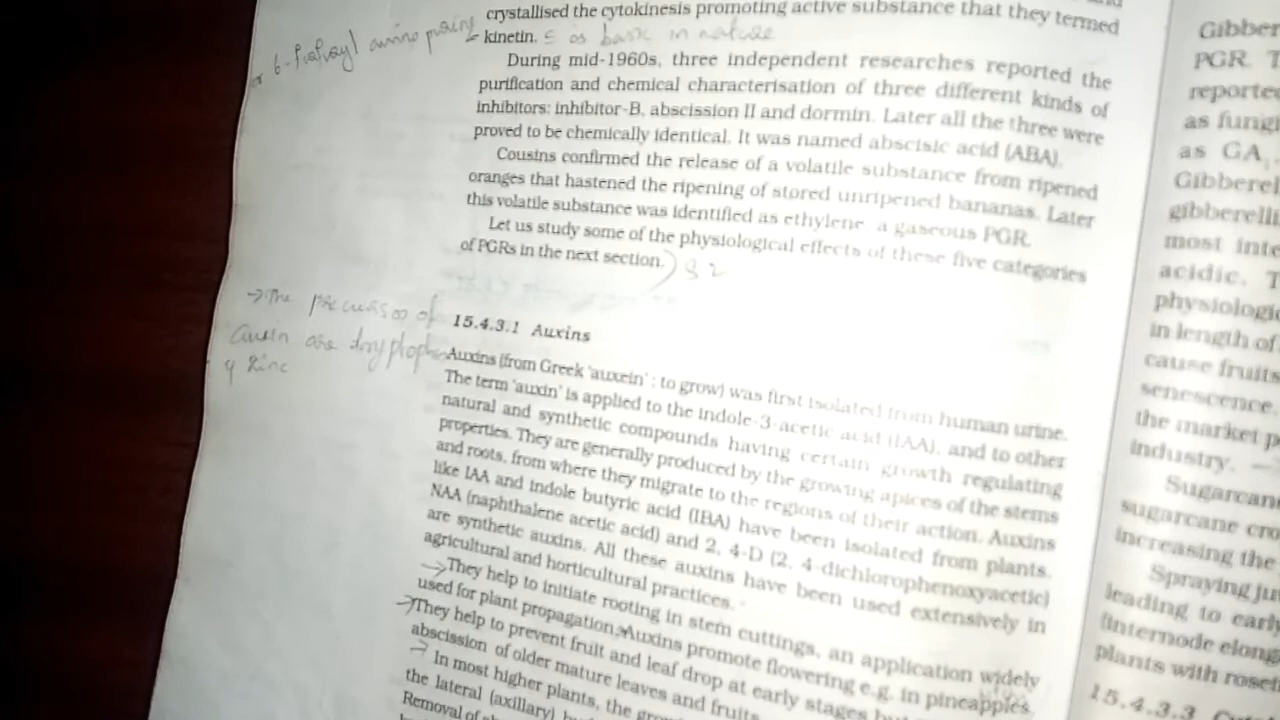 crystallised the cytokinesis promoting active substance that they termed
kinetin. is basic in nature
During mid-1960s, three independent researches reported the
purification and chemical characterisation of three different kinds of
inhibitors: inhibitor-B, abscission II and dormin. Later all the three were
proved to be chemically identical. It was named abscisic acid (ABA).
Cousins confirmed the release of a volatile substance from ripened
oranges that hastened the ripening of stored unripened bananas. Later
this volatile substance was identified as ethylene, a gaseous PGR.
Let us study some of the physiological effects of these five categories
of PGRs in the next section.
→ The of
are
15.4.3.1 Auxins
Auxins (from Greek 'auxein' : to grow) was first isolated from human urine.
The term 'auxin' is applied to the indole-3-acetic acid (IAA), and to other
natural and synthetic compounds having certain growth regulating
properties. They are generally produced by the growing apices of the stems
and roots, from where they migrate to the regions of their action. Auxins
like IAA and indole butyric acid (IBA) have been isolated from plants.
NAA (naphthalene acetic acid) and 2, 4-D (2, 4-dichlorophenoxyacetic)
are synthetic auxins. All these auxins have been used extensively in
agricultural and horticultural practices.
→ They help to initiate rooting in stem cuttings, an application widely
used for plant propagation. Auxins promote flowering e.g. in pineapples.
→ They help to prevent fruit and leaf drop at early stages but
abscission of older mature leaves and fruits.
→ In most higher plants, the
the lateral (axillary)
Removal of
PGR.
reported
as fungi
as GA
most
acidic.
in length of
cause fruits
senescence.
the market
industry.
sugarcane
increasing the
Spraying
leading to
(internode
plants with
15.4.3.3